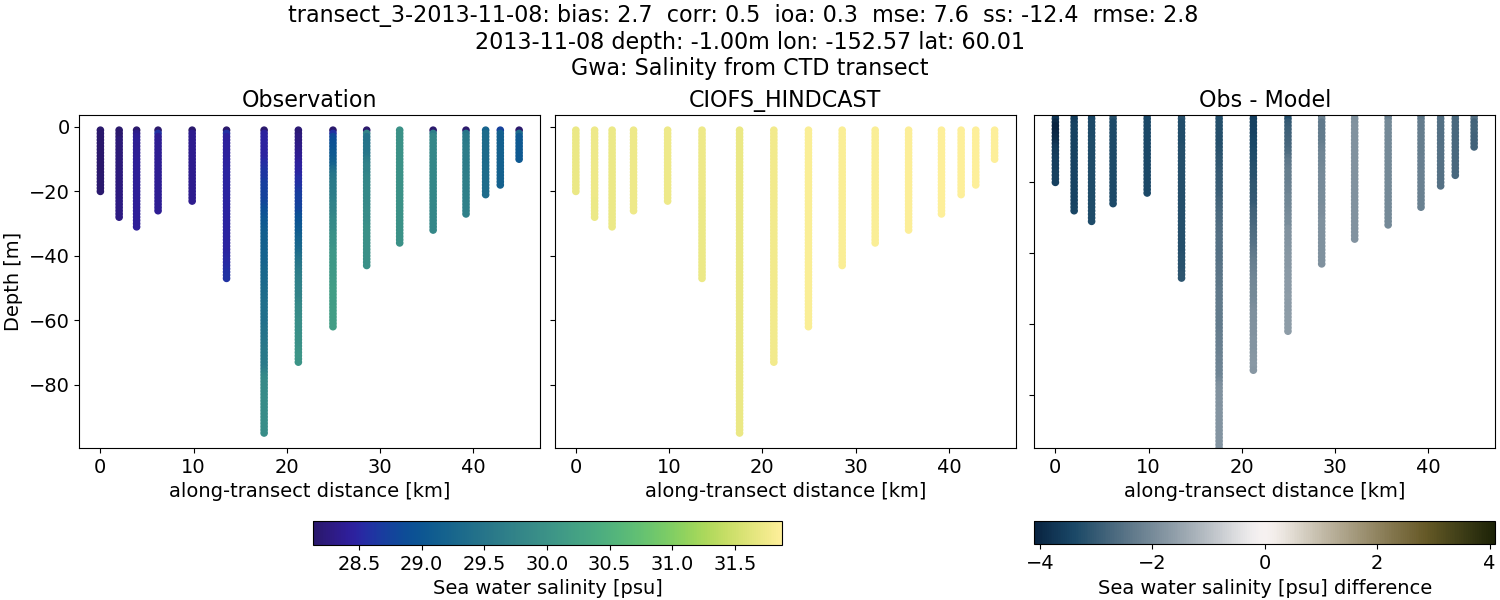 transect_3-2013-11-08: bias: 2.7  corr: 0.5  ioa: 0.3  mse: 7.6  ss: -12.4  rmse: 2.8
2013-11-08 depth: -1.00m lon: -152.57 lat: 60.01
Gwa: Salinity from CTD transect
Observation
CIOFS_HINDCAST
Obs - Model
Depth [m]
0
−20
−40
−60
−80
0 10 20 30 40
0 10 20 30 40
0 10 20 30 40
along-transect distance [km]
along-transect distance [km]
along-transect distance [km]
28.5 29.0 29.5 30.0 30.5 31.0 31.5
Sea water salinity [psu]
−4 −2 0 2 4
Sea water salinity [psu] difference